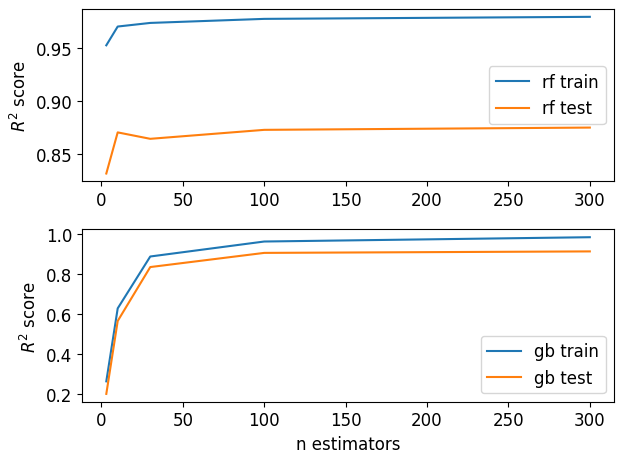 0.95
0.90
0.85
R² score
rf train
rf test
0 50 100 150 200 250 300
1.0
0.8
0.6
0.4
0.2
R² score
gb train
gb test
0 50 100 150 200 250 300
n estimators